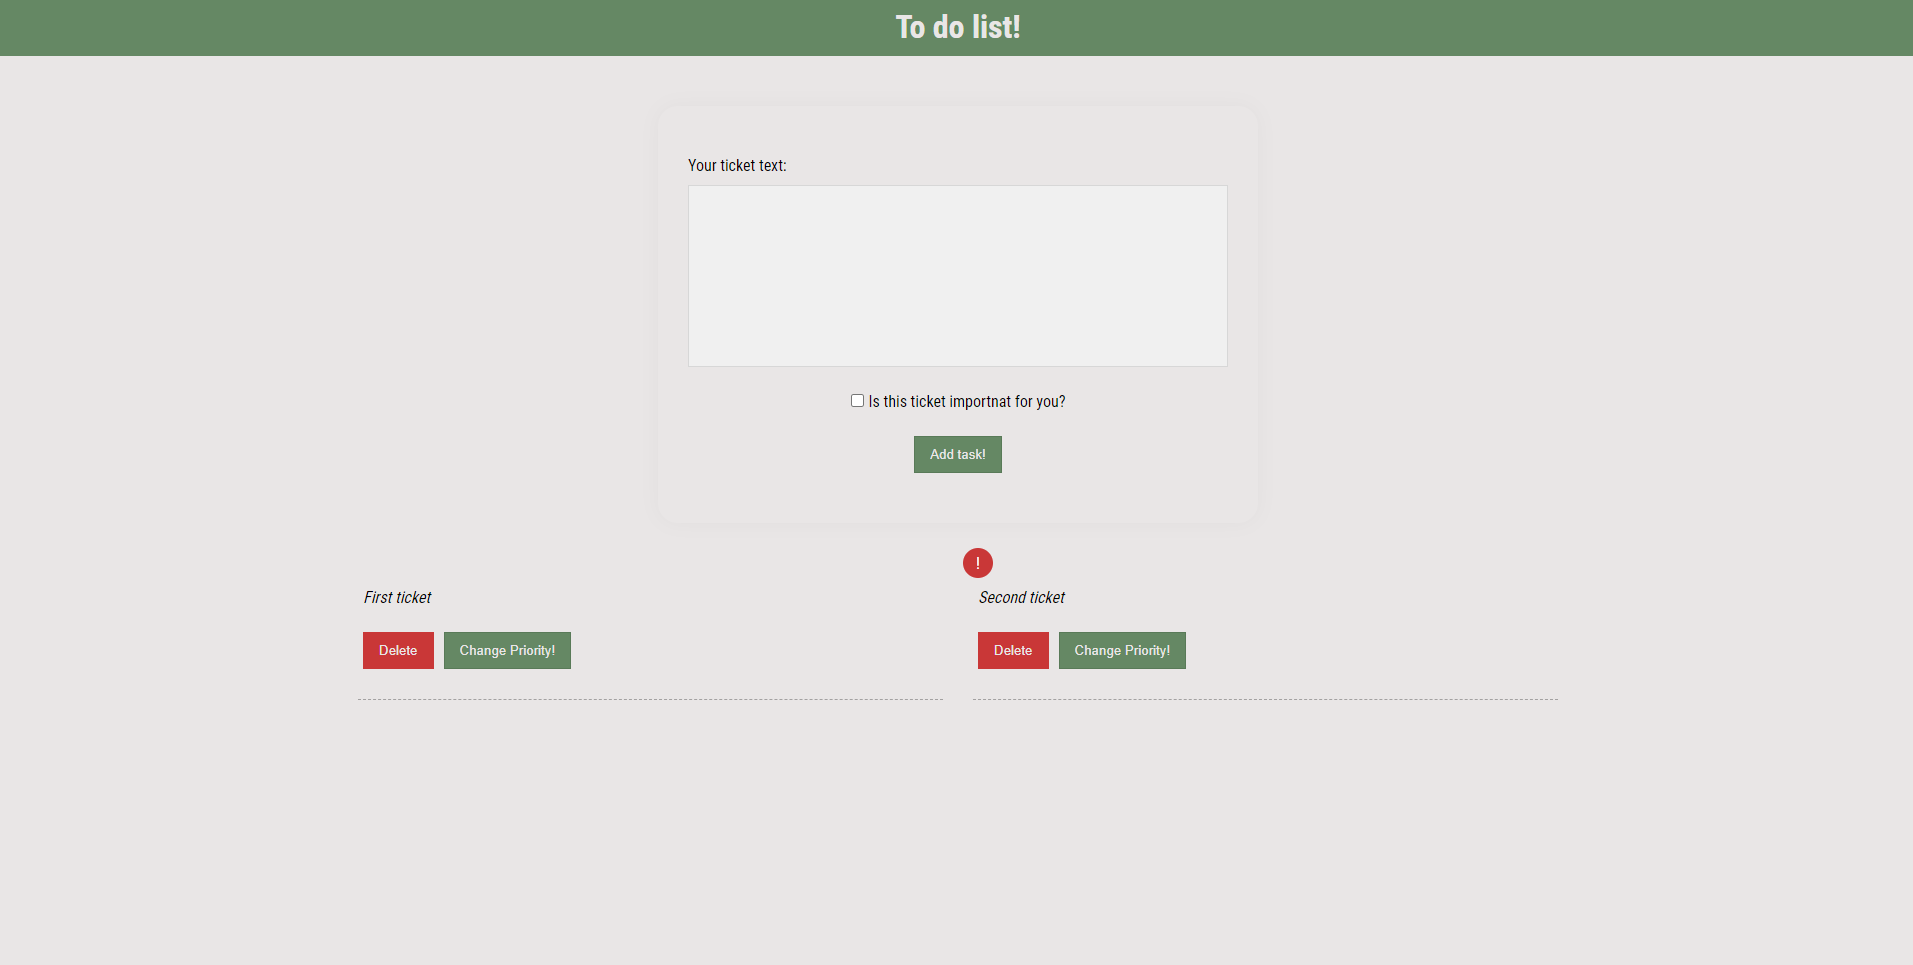 To do list!
Your ticket text:
Is this ticket importnat for you?
Add task!
!
First ticket
Delete Change Priority!
Second ticket
Delete Change Priority!